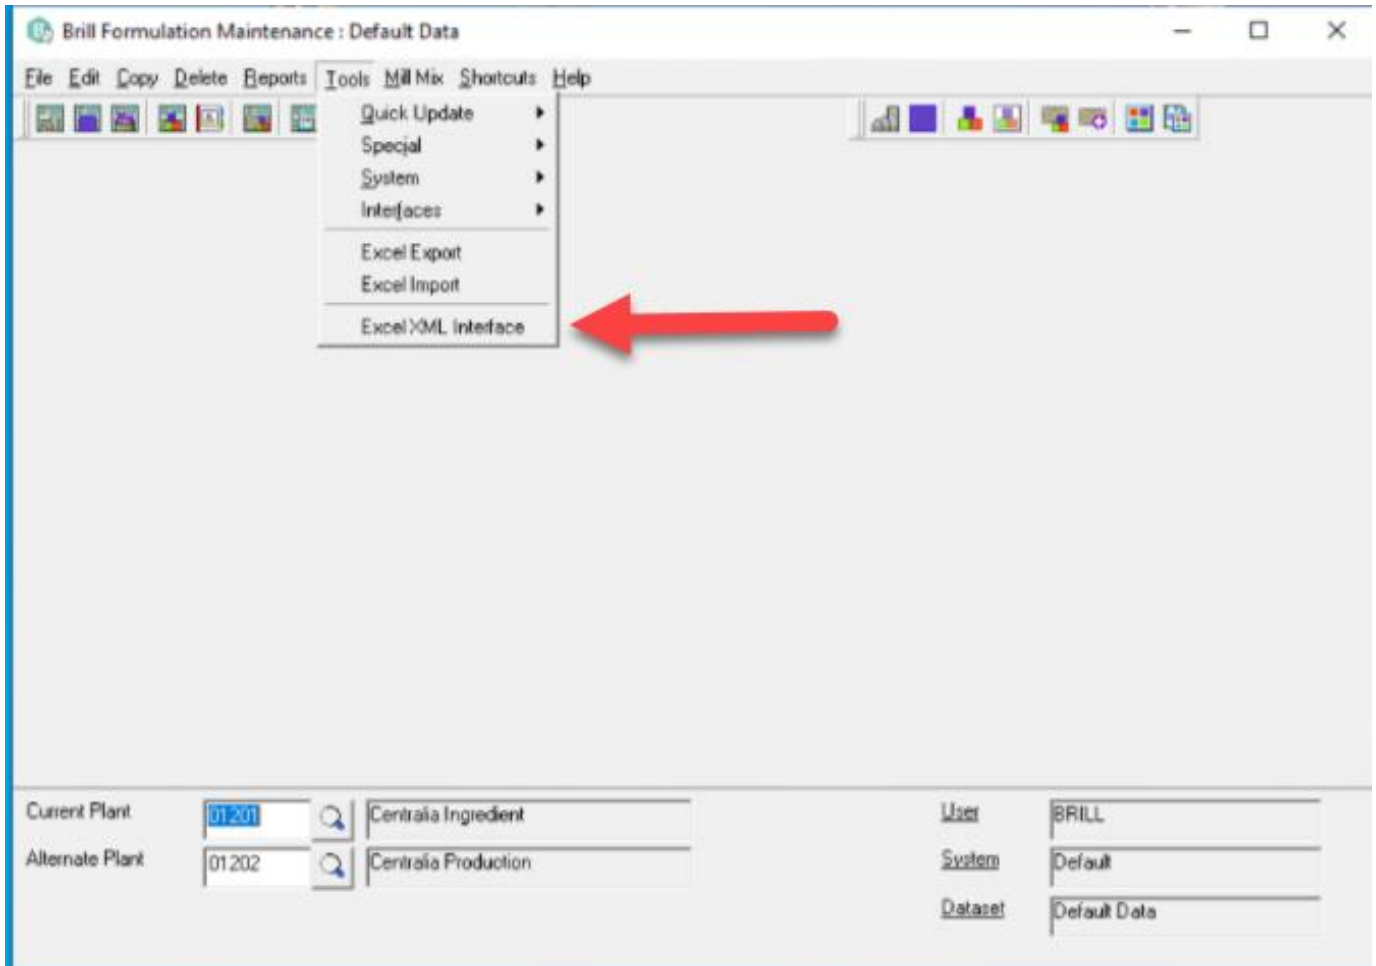 Brill Formulation Maintenance : Default Data
File Edit Copy Delete Reports Tools Mill Mix Shortcuts Help
Quick Update
Special
System
Interfaces
Excel Export
Excel Import
Excel XML Interface
Current Plant 01201 Centralia Ingredient User BRILL
Alternate Plant 01202 Centralia Production System Default
Dataset Default Data